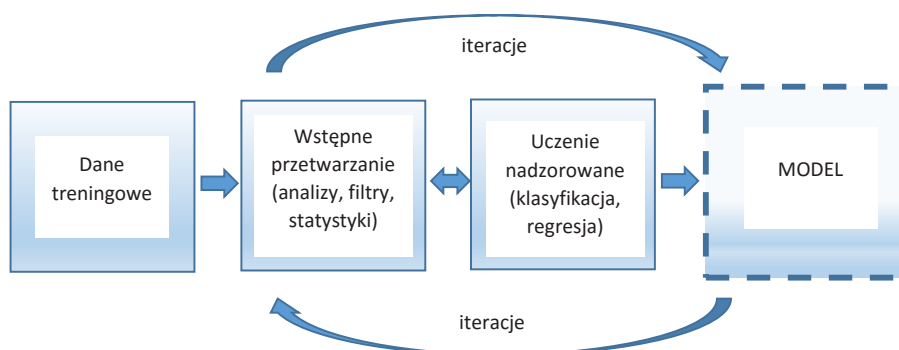 iteracje
Dane
treningowe
Wstępne
przetwarzanie
(analizy, filtry,
statystyki)
Uczenie
nadzorowane
(klasyfikacja,
regresja)
MODEL
iteracje